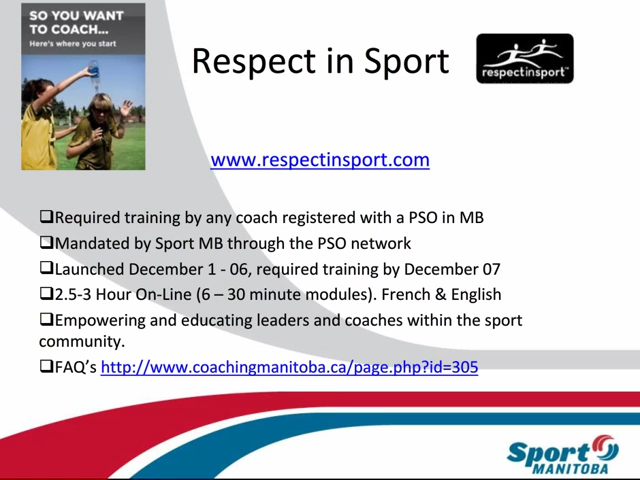 SO YOU WANT
TO COACH...
Here's where you start
Respect in Sport
respectinsport™
www.respectinsport.com
❑Required training by any coach registered with a PSO in MB
❑Mandated by Sport MB through the PSO network
❑Launched December 1 - 06, required training by December 07
❑2.5-3 Hour On-Line (6 – 30 minute modules). French & English
❑Empowering and educating leaders and coaches within the sport
community.
❑FAQ’s http://www.coachingmanitoba.ca/page.php?id=305
Sport
MANITOBA